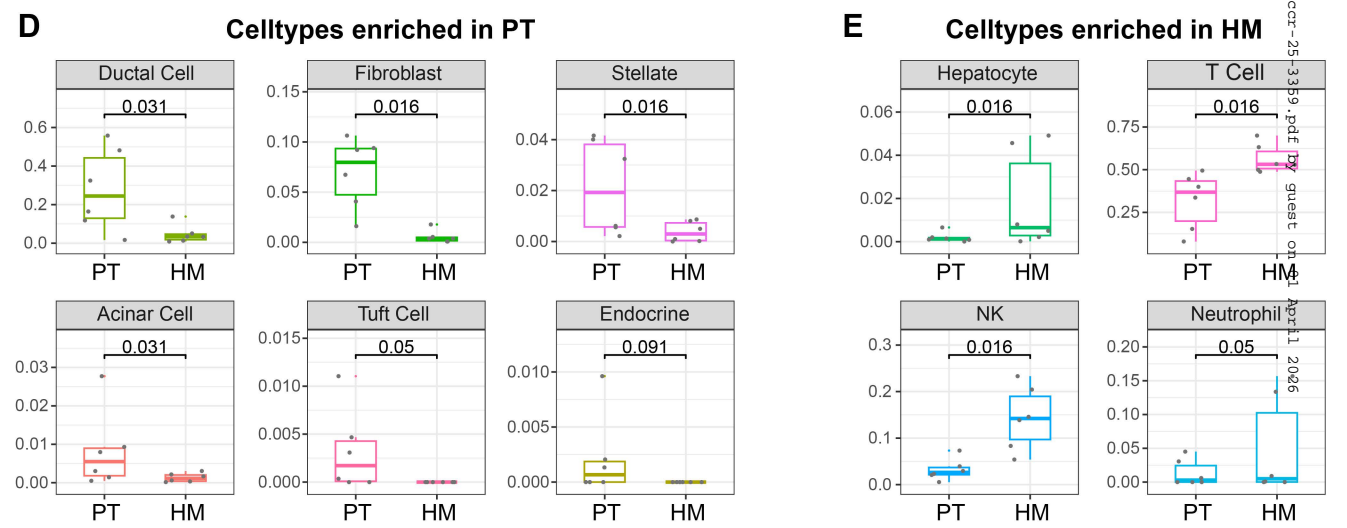 D Celltypes enriched in PT
Ductal Cell
0.031
0.6
0.4
0.2
0.0
PT HM
Fibroblast
0.15
0.016
0.10
0.05
0.00
PT HM
Stellate
0.016
0.04
0.02
0.00
PT HM
Acinar Cell
0.031
0.03
0.02
0.01
0.00
PT HM
Tuft Cell
0.015
0.05
0.010
0.005
0.000
PT HM
Endocrine
0.091
0.010
0.005
0.000
PT HM
E Celltypes enriched in HM
Hepatocyte
0.016
0.06
0.04
0.02
0.00
PT HM
T Cell
0.016
0.75
0.50
0.25
PT HM
NK
0.3
0.016
0.2
0.1
0.0
PT HM
Neutrophil
0.20
0.05
0.15
0.10
0.05
0.00
PT HM
ccr-25-3359.pdf by guest on 21 April 2026